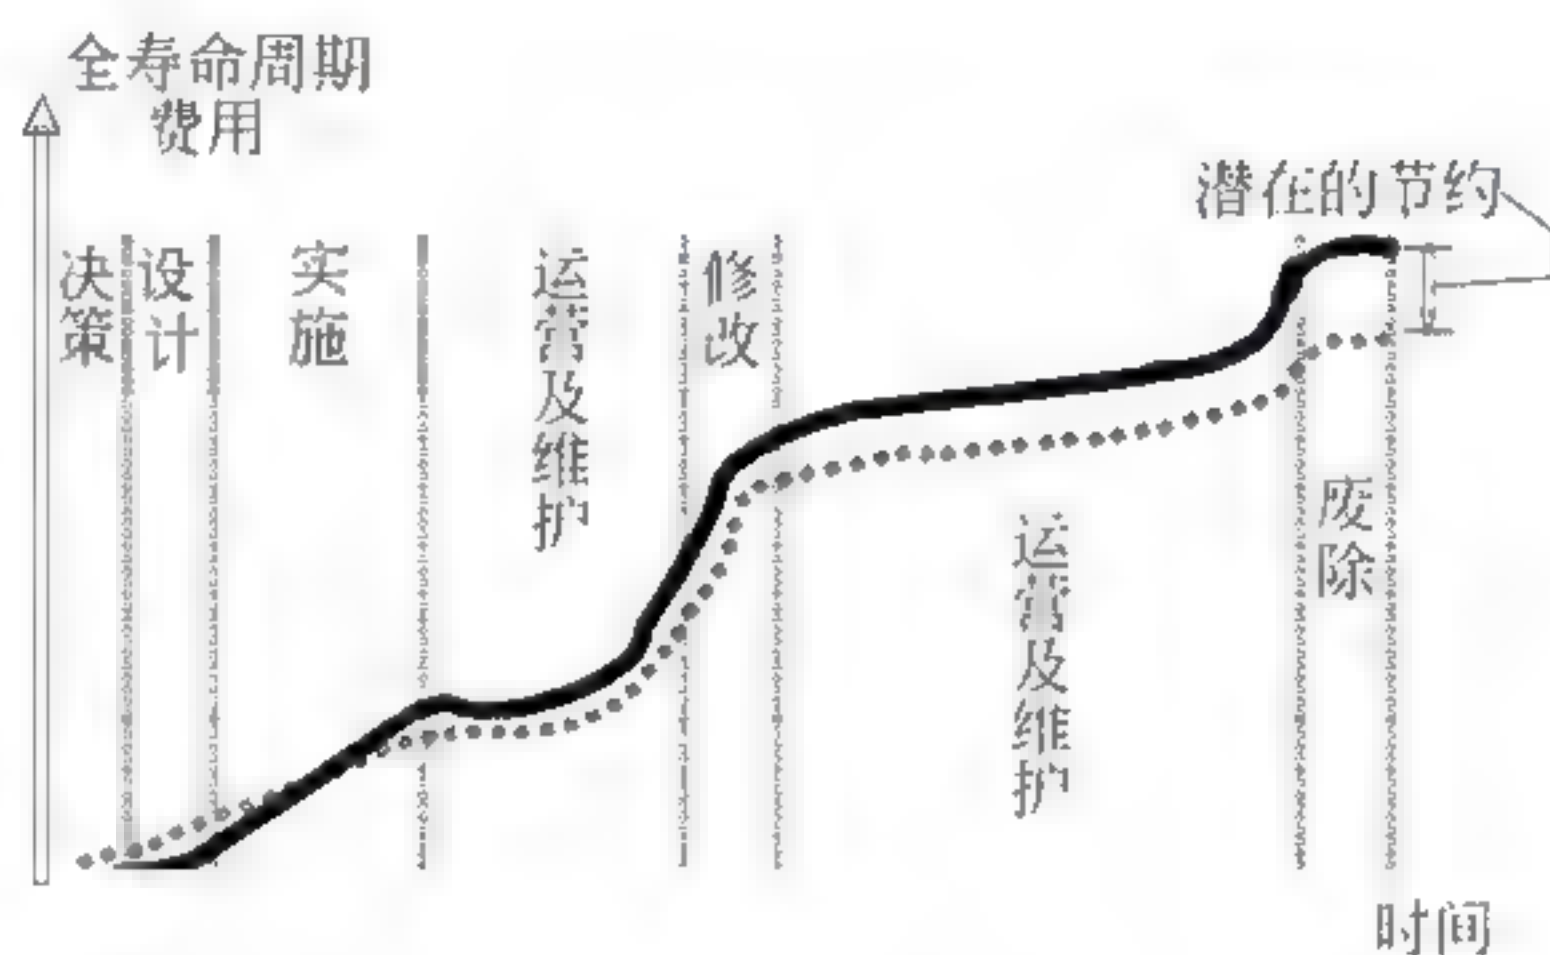 全寿命周期
费用
潜在的节约
决策
设计
实施
运营及维护
修改
运营及维护
废除
时间